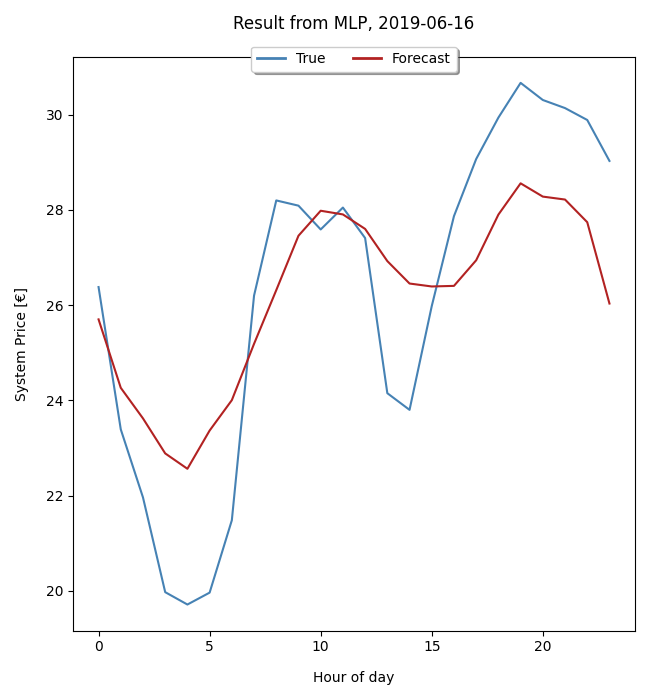 Result from MLP, 2019-06-16
True Forecast
30
28
26
24
22
20
System Price [€]
0 5 10 15 20
Hour of day